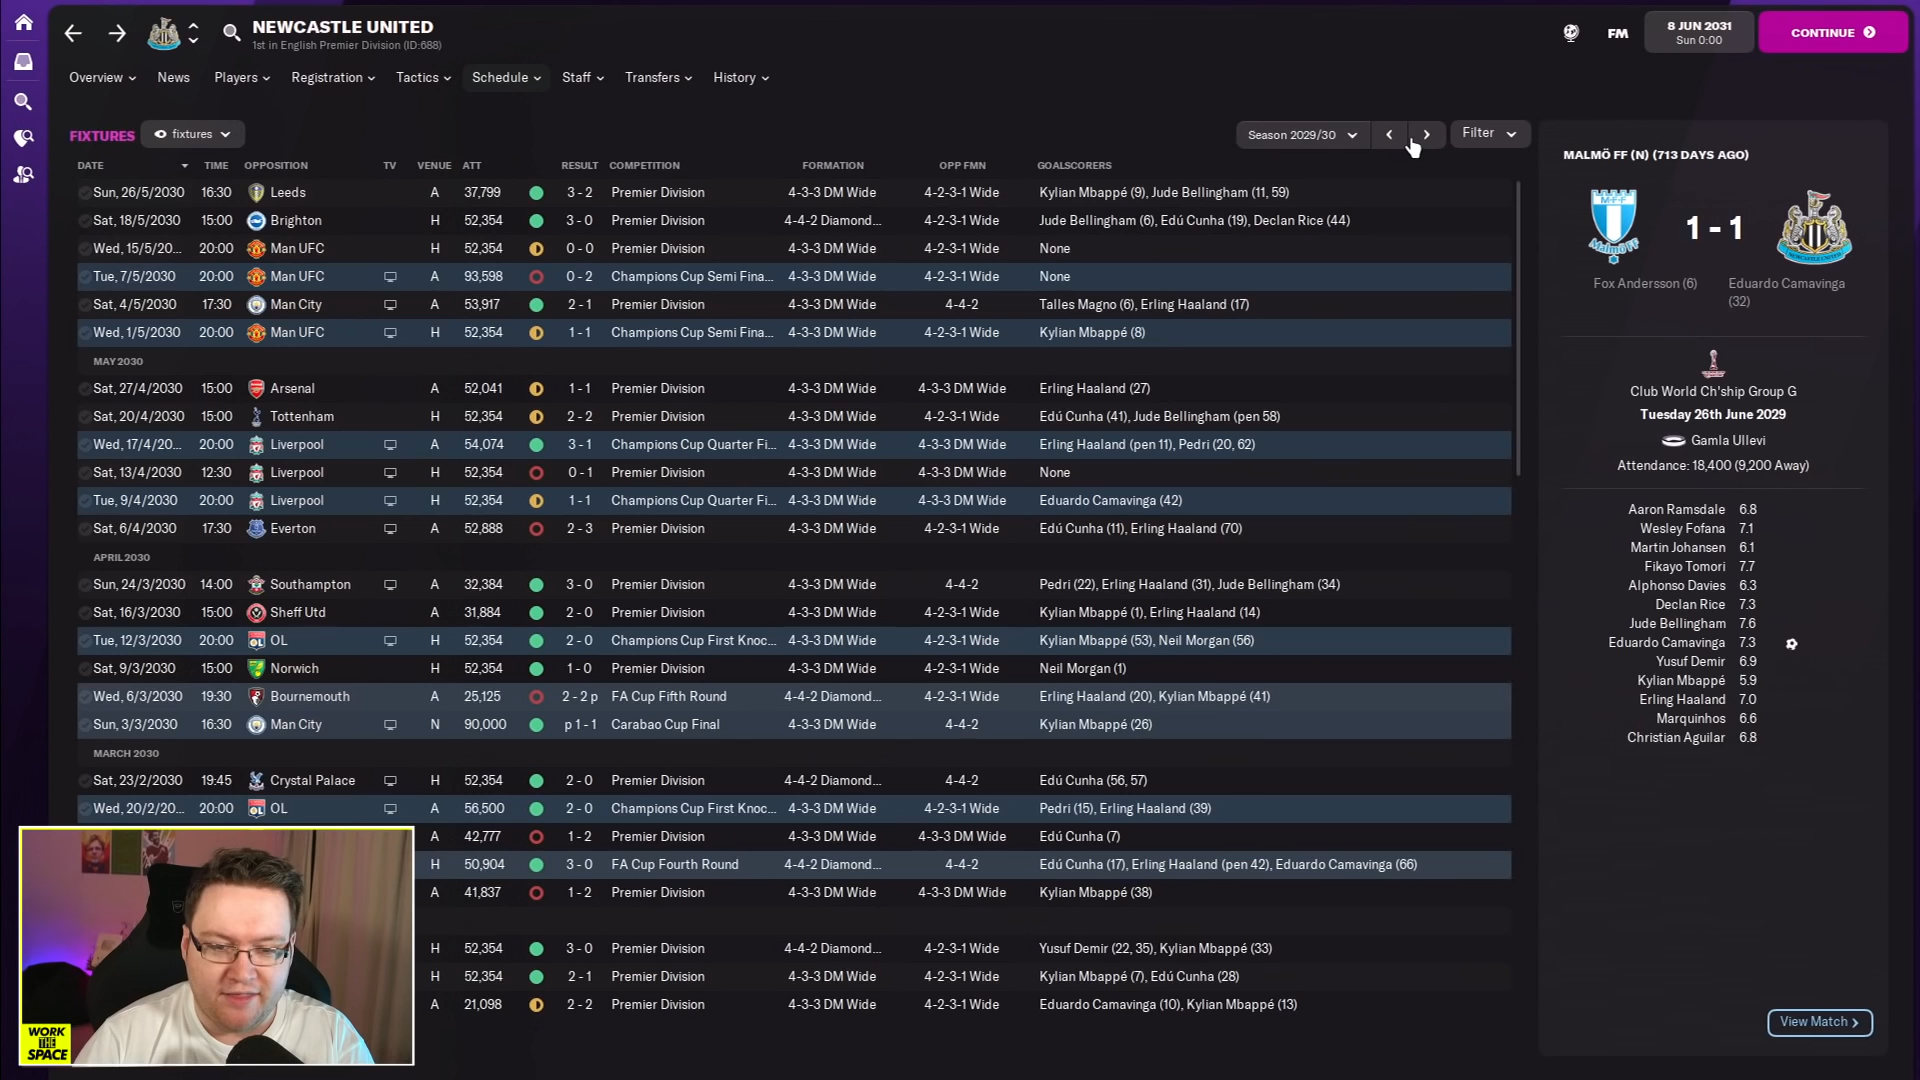 NEWCASTLE UNITED
1st in English Premier Division (ID:688)
FM
8 JUN 2031
Sun 0:00
CONTINUE
Overview News Players Registration Tactics Schedule Staff Transfers History
FIXTURES fixtures Season 2029/30 Filter
DATE TIME OPPOSITION TV VENUE ATT RESULT COMPETITION FORMATION OPP FMN GOALSCORERS
Sun, 26/5/2030 16:30 Leeds A 37,799 3 - 2 Premier Division 4-3-3 DM Wide 4-2-3-1 Wide Kylian Mbappé (9), Jude Bellingham (11, 59)
Sat, 18/5/2030 15:00 Brighton H 52,354 3 - 0 Premier Division 4-4-2 Diamond... 4-2-3-1 Wide Jude Bellingham (6), Edú Cunha (19), Declan Rice (44)
Wed, 15/5/20... 20:00 Man UFC H 52,354 0 - 0 Premier Division 4-3-3 DM Wide 4-2-3-1 Wide None
Tue, 7/5/2030 20:00 Man UFC A 93,598 0 - 2 Champions Cup Semi Fina... 4-3-3 DM Wide 4-2-3-1 Wide None
Sat, 4/5/2030 17:30 Man City A 53,917 2 - 1 Premier Division 4-3-3 DM Wide 4-4-2 Talles Magno (6), Erling Haaland (17)
Wed, 1/5/2030 20:00 Man UFC H 52,354 1 - 1 Champions Cup Semi Fina... 4-3-3 DM Wide 4-2-3-1 Wide Kylian Mbappé (8)
MAY 2030
Sat, 27/4/2030 15:00 Arsenal A 52,041 1 - 1 Premier Division 4-3-3 DM Wide 4-3-3 DM Wide Erling Haaland (27)
Sat, 20/4/2030 15:00 Tottenham H 52,354 2 - 2 Premier Division 4-3-3 DM Wide 4-2-3-1 Wide Edú Cunha (41), Jude Bellingham (pen 58)
Wed, 17/4/20... 20:00 Liverpool A 54,074 3 - 1 Champions Cup Quarter Fi... 4-3-3 DM Wide 4-3-3 DM Wide Erling Haaland (pen 11), Pedri (20, 62)
Sat, 13/4/2030 12:30 Liverpool H 52,354 0 - 1 Premier Division 4-3-3 DM Wide 4-3-3 DM Wide None
Tue, 9/4/2030 20:00 Liverpool H 52,354 1 - 1 Champions Cup Quarter Fi... 4-3-3 DM Wide 4-3-3 DM Wide Eduardo Camavinga (42)
Sat, 6/4/2030 17:30 Everton A 52,888 2 - 3 Premier Division 4-3-3 DM Wide 4-2-3-1 Wide Edú Cunha (11), Erling Haaland (70)
APRIL 2030
Sun, 24/3/2030 14:00 Southampton A 32,384 3 - 0 Premier Division 4-3-3 DM Wide 4-4-2 Pedri (22), Erling Haaland (31), Jude Bellingham (34)
Sat, 16/3/2030 15:00 Sheff Utd A 31,884 2 - 0 Premier Division 4-3-3 DM Wide 4-2-3-1 Wide Kylian Mbappé (1), Erling Haaland (14)
Tue, 12/3/2030 20:00 OL H 52,354 2 - 0 Champions Cup First Knoc... 4-3-3 DM Wide 4-2-3-1 Wide Kylian Mbappé (53), Neil Morgan (56)
Sat, 9/3/2030 15:00 Norwich H 52,354 1 - 0 Premier Division 4-3-3 DM Wide 4-2-3-1 Wide Neil Morgan (1)
Wed, 6/3/2030 19:30 Bournemouth A 25,125 2 - 2 p FA Cup Fifth Round 4-4-2 Diamond... 4-2-3-1 Wide Erling Haaland (20), Kylian Mbappé (41)
Sun, 3/3/2030 16:30 Man City N 90,000 p 1 - 1 Carabao Cup Final 4-3-3 DM Wide 4-4-2 Kylian Mbappé (26)
MARCH 2030
Sat, 23/2/2030 19:45 Crystal Palace H 52,354 2 - 0 Premier Division 4-4-2 Diamond... 4-4-2 Edú Cunha (56, 57)
Wed, 20/2/20... 20:00 OL A 56,500 2 - 0 Champions Cup First Knoc... 4-3-3 DM Wide 4-2-3-1 Wide Pedri (15), Erling Haaland (39)
A 42,777 1 - 2 Premier Division 4-3-3 DM Wide 4-3-3 DM Wide Edú Cunha (7)
H 50,904 3 - 0 FA Cup Fourth Round 4-4-2 Diamond... 4-4-2 Edú Cunha (17), Erling Haaland (pen 42), Eduardo Camavinga (66)
A 41,837 1 - 2 Premier Division 4-3-3 DM Wide 4-3-3 DM Wide Kylian Mbappé (38)
H 52,354 3 - 0 Premier Division 4-4-2 Diamond... 4-2-3-1 Wide Yusuf Demir (22, 35), Kylian Mbappé (33)
H 52,354 2 - 1 Premier Division 4-3-3 DM Wide 4-2-3-1 Wide Kylian Mbappé (7), Edú Cunha (28)
A 21,098 2 - 2 Premier Division 4-3-3 DM Wide 4-2-3-1 Wide Eduardo Camavinga (10), Kylian Mbappé (13)
MALMÖ FF (N) (713 DAYS AGO)
M.F.F
Malmö FF
1 - 1
NEWCASTLE UNITED
Fox Andersson (6) Eduardo Camavinga
(32)
Club World Ch'ship Group G
Tuesday 26th June 2029
Gamla Ullevi
Attendance: 18,400 (9,200 Away)
Aaron Ramsdale 6.8
Wesley Fofana 7.1
Martin Johansen 6.1
Fikayo Tomori 7.7
Alphonso Davies 6.3
Declan Rice 7.3
Jude Bellingham 7.6
Eduardo Camavinga 7.3
Yusuf Demir 6.9
Kylian Mbappé 5.9
Erling Haaland 7.0
Marquinhos 6.6
Christian Aguilar 6.8
View Match
WORK
THE
SPACE